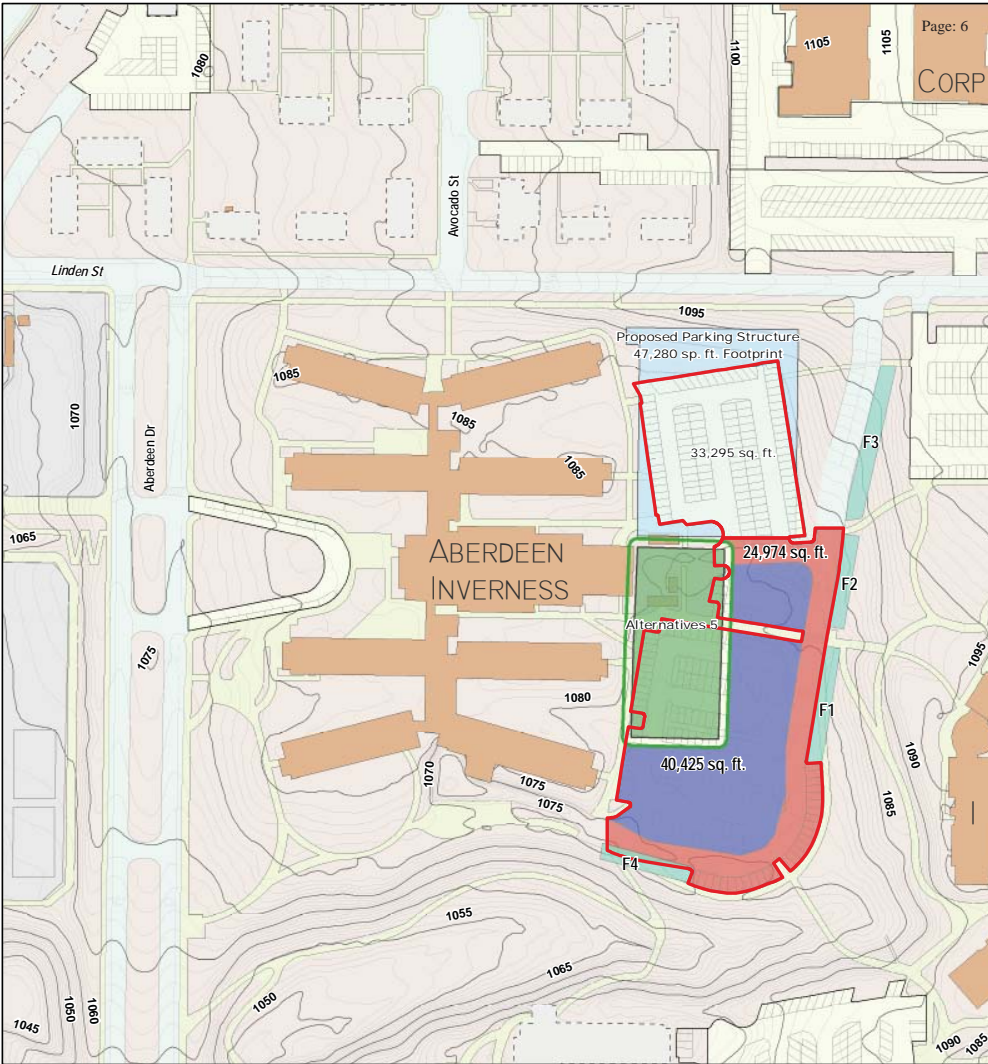 Page: 6
1105
1105
1100
1080
CORP
Avocado St
Linden St
1095
Proposed Parking Structure
47,280 sp. ft. Footprint
1085
1070
1085
F3
33,295 sq. ft.
1085
Aberdeen Dr
1065
ABERDEEN
INVERNESS
24,974 sq. ft.
F2
Alternatives 5
1075
1095
1080
F1
1090
40,425 sq. ft.
1070
1075
1075
1085
F4
1055
1065
1050
1050
1060
1045
1090
1085